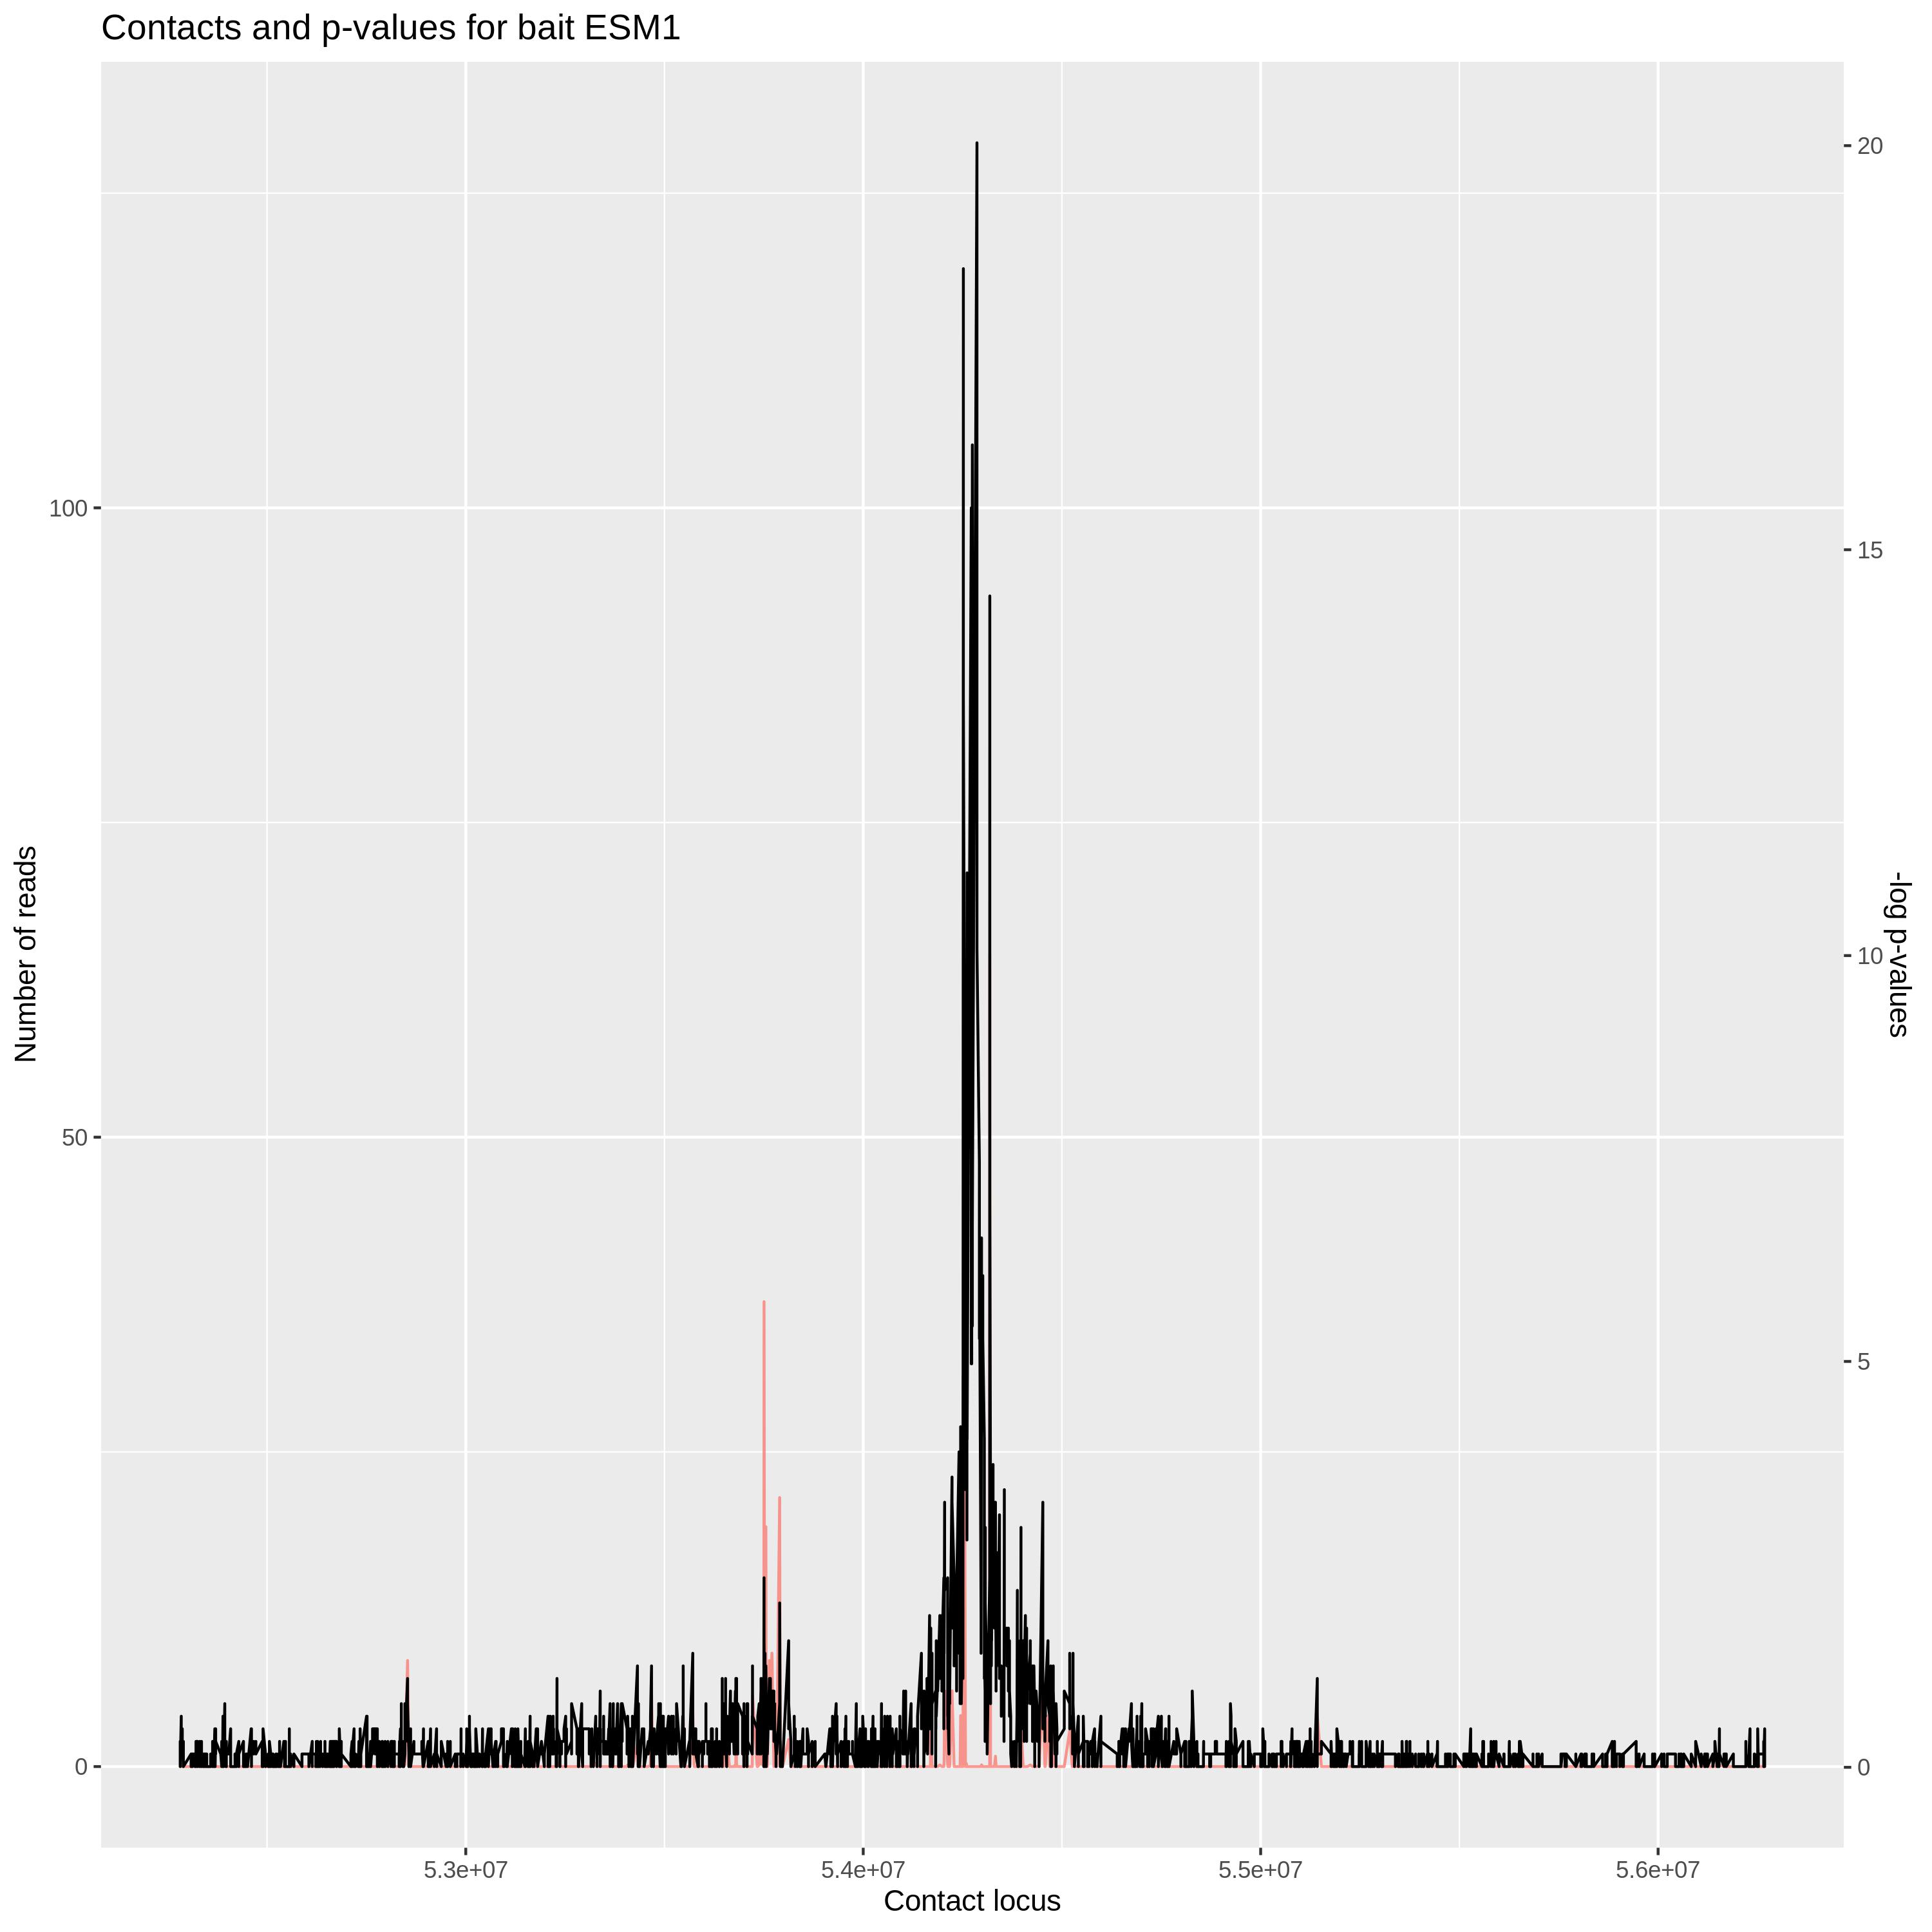 Contacts and p-values for bait ESM1
Number of reads
100
50
0
20
15
10
5
0
-log p-values
5.3e+07
5.4e+07
5.5e+07
5.6e+07
Contact locus